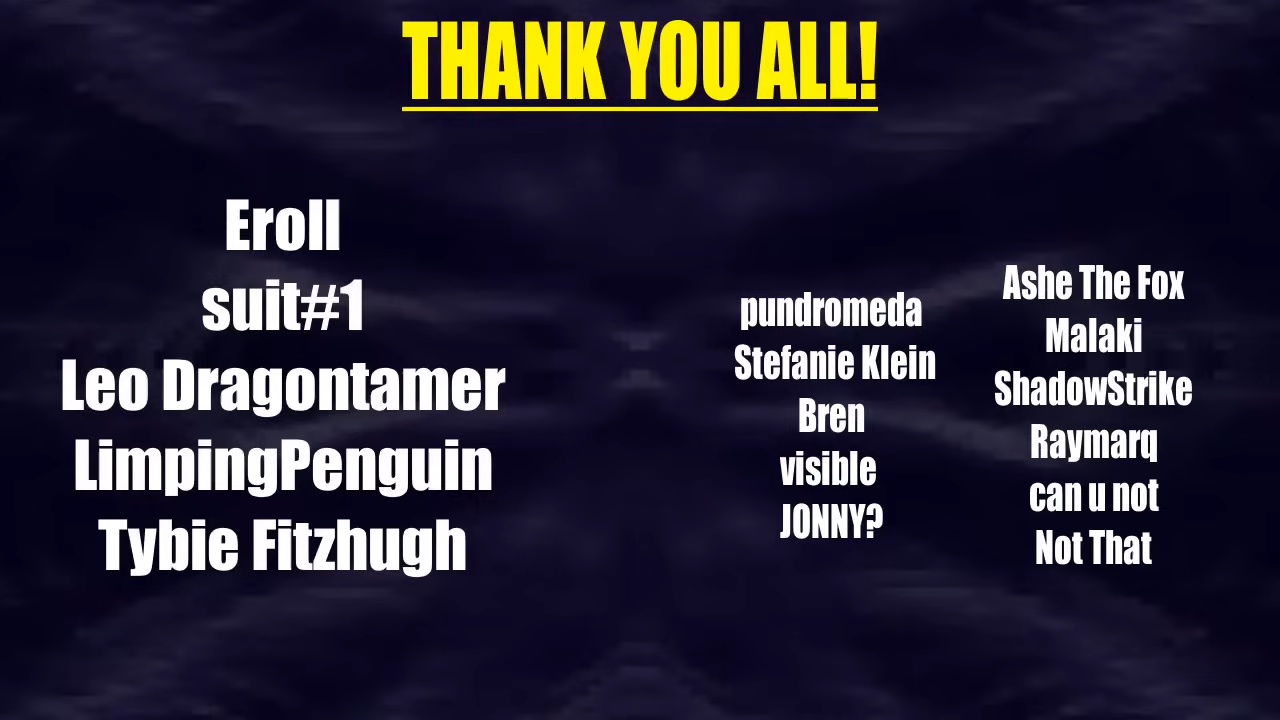 THANK YOU ALL!
Eroll
suit#1
Leo Dragontamer
LimpingPenguin
Tybie Fitzhugh
pundromeda
Stefanie Klein
Bren
visible
JONNY?
Ashe The Fox
Malaki
ShadowStrike
Raymarq
can u not
Not That